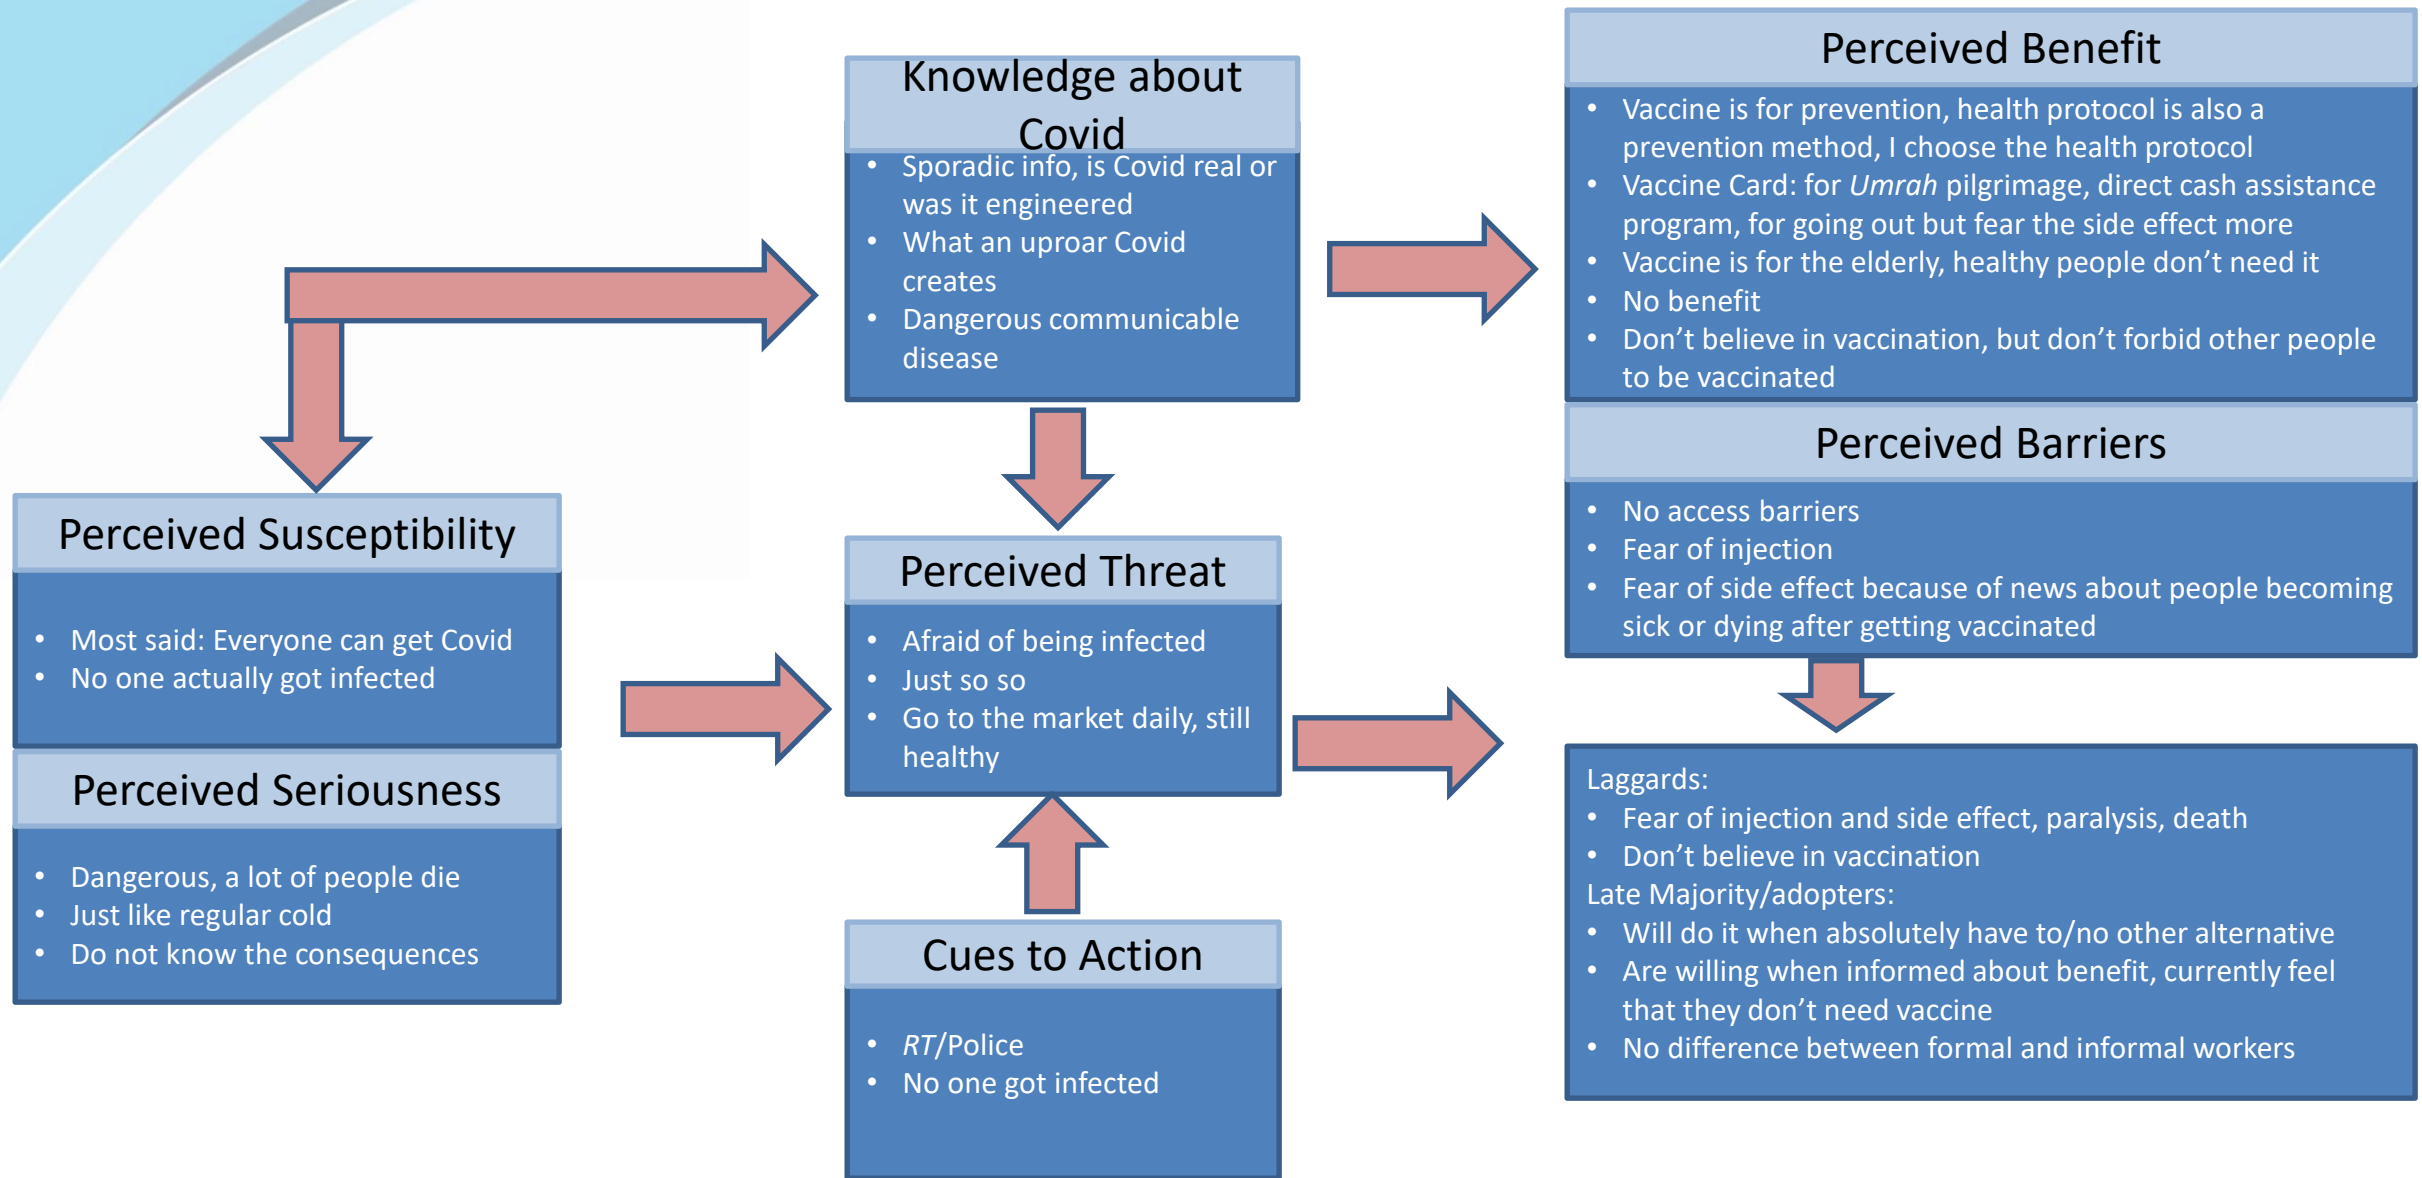 Knowledge about
Covid
• Sporadic info, is Covid real or
was it engineered
• What an uproar Covid
creates
• Dangerous communicable
disease
Perceived Benefit
• Vaccine is for prevention, health protocol is also a
prevention method, I choose the health protocol
• Vaccine Card: for Umrah pilgrimage, direct cash assistance
program, for going out but fear the side effect more
• Vaccine is for the elderly, healthy people don’t need it
• No benefit
• Don’t believe in vaccination, but don’t forbid other people
to be vaccinated
Perceived Barriers
• No access barriers
• Fear of injection
• Fear of side effect because of news about people becoming
sick or dying after getting vaccinated
Perceived Susceptibility
• Most said: Everyone can get Covid
• No one actually got infected
Perceived Seriousness
• Dangerous, a lot of people die
• Just like regular cold
• Do not know the consequences
Perceived Threat
• Afraid of being infected
• Just so so
• Go to the market daily, still
healthy
Cues to Action
• RT/Police
• No one got infected
Laggards:
• Fear of injection and side effect, paralysis, death
• Don’t believe in vaccination
Late Majority/adopters:
• Will do it when absolutely have to/no other alternative
• Are willing when informed about benefit, currently feel
that they don’t need vaccine
• No difference between formal and informal workers